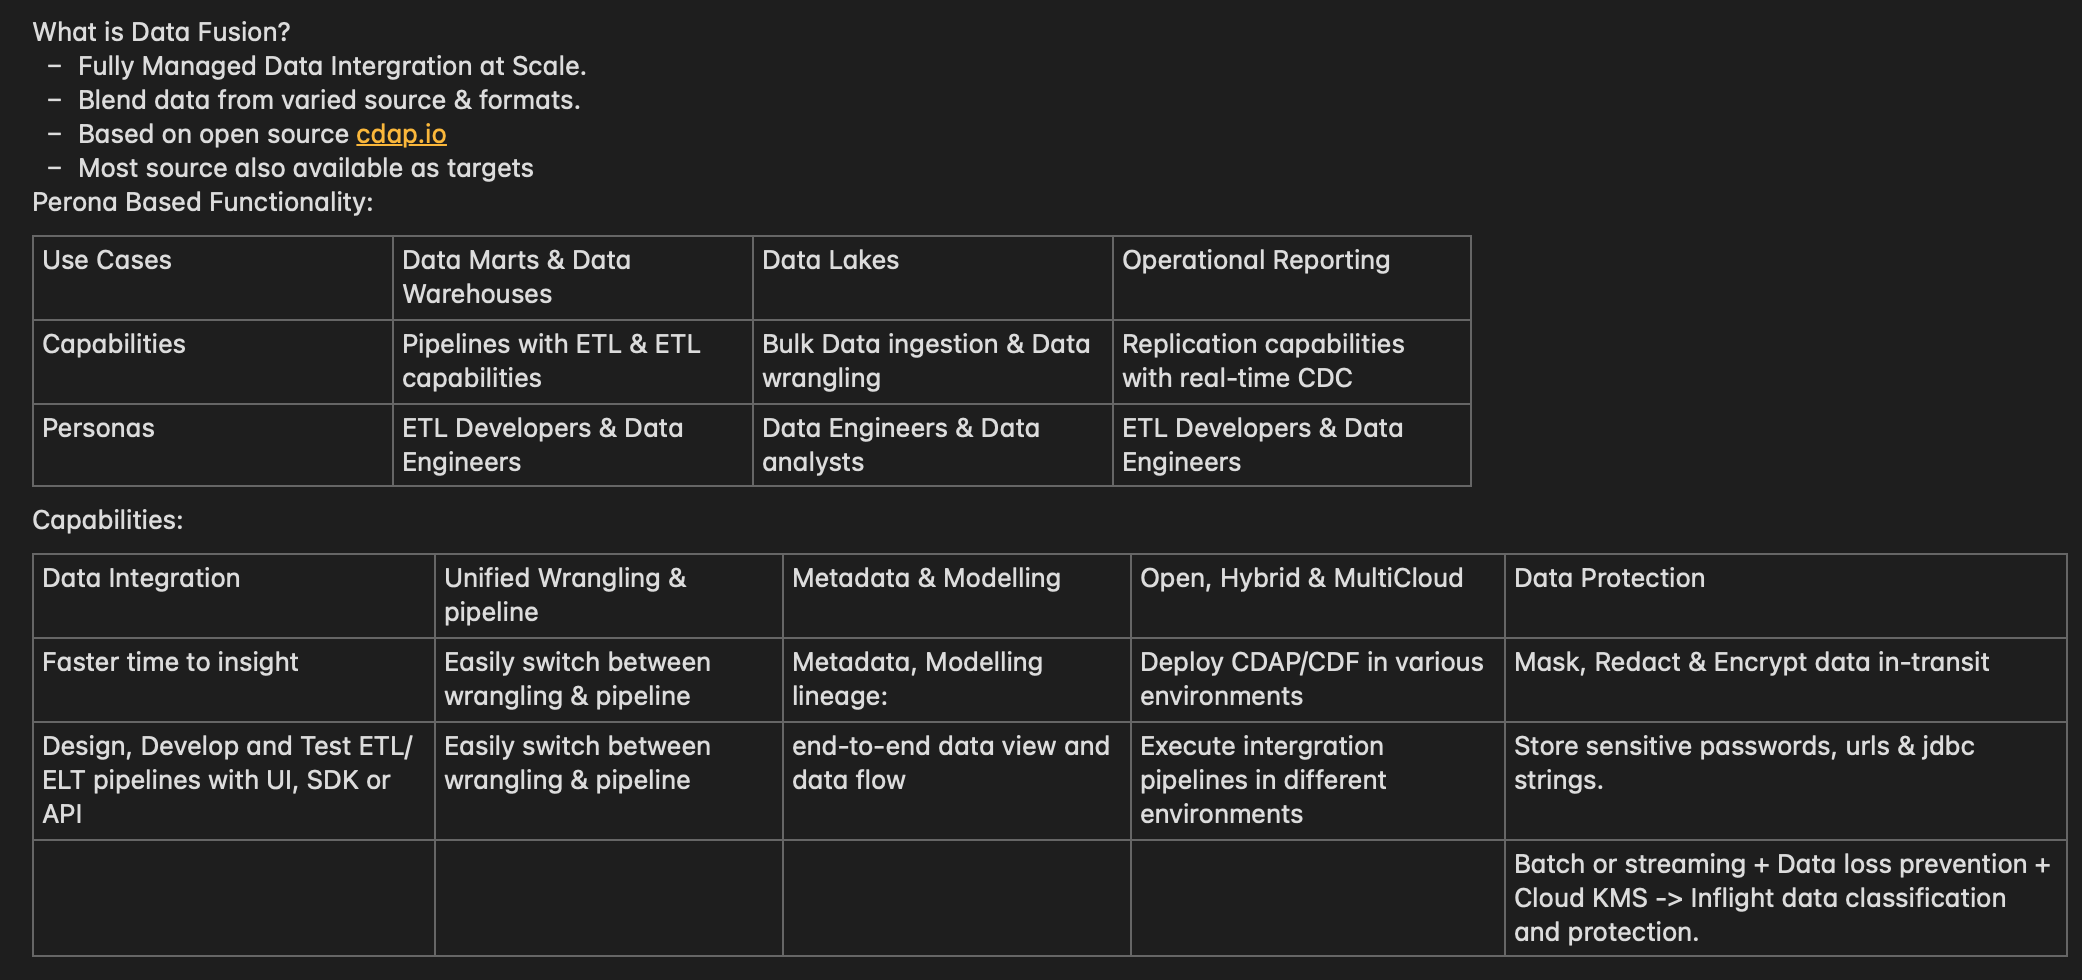 What is Data Fusion?
– Fully Managed Data Intergration at Scale.
– Blend data from varied source & formats.
– Based on open source cdap.io
– Most source also available as targets
Perona Based Functionality:
Use Cases
Data Marts & Data
Warehouses
Data Lakes
Operational Reporting
Capabilities
Pipelines with ETL & ETL
capabilities
Bulk Data ingestion & Data
wrangling
Replication capabilities
with real-time CDC
Personas
ETL Developers & Data
Engineers
Data Engineers & Data
analysts
ETL Developers & Data
Engineers
Capabilities:
Data Integration
Unified Wrangling &
pipeline
Metadata & Modelling
Open, Hybrid & MultiCloud
Data Protection
Faster time to insight
Easily switch between
wrangling & pipeline
Metadata, Modelling
lineage:
Deploy CDAP/CDF in various
environments
Mask, Redact & Encrypt data in-transit
Design, Develop and Test ETL/
ELT pipelines with UI, SDK or
API
Easily switch between
wrangling & pipeline
end-to-end data view and
data flow
Execute intergration
pipelines in different
environments
Store sensitive passwords, urls & jdbc
strings.
Batch or streaming + Data loss prevention +
Cloud KMS -> Inflight data classification
and protection.